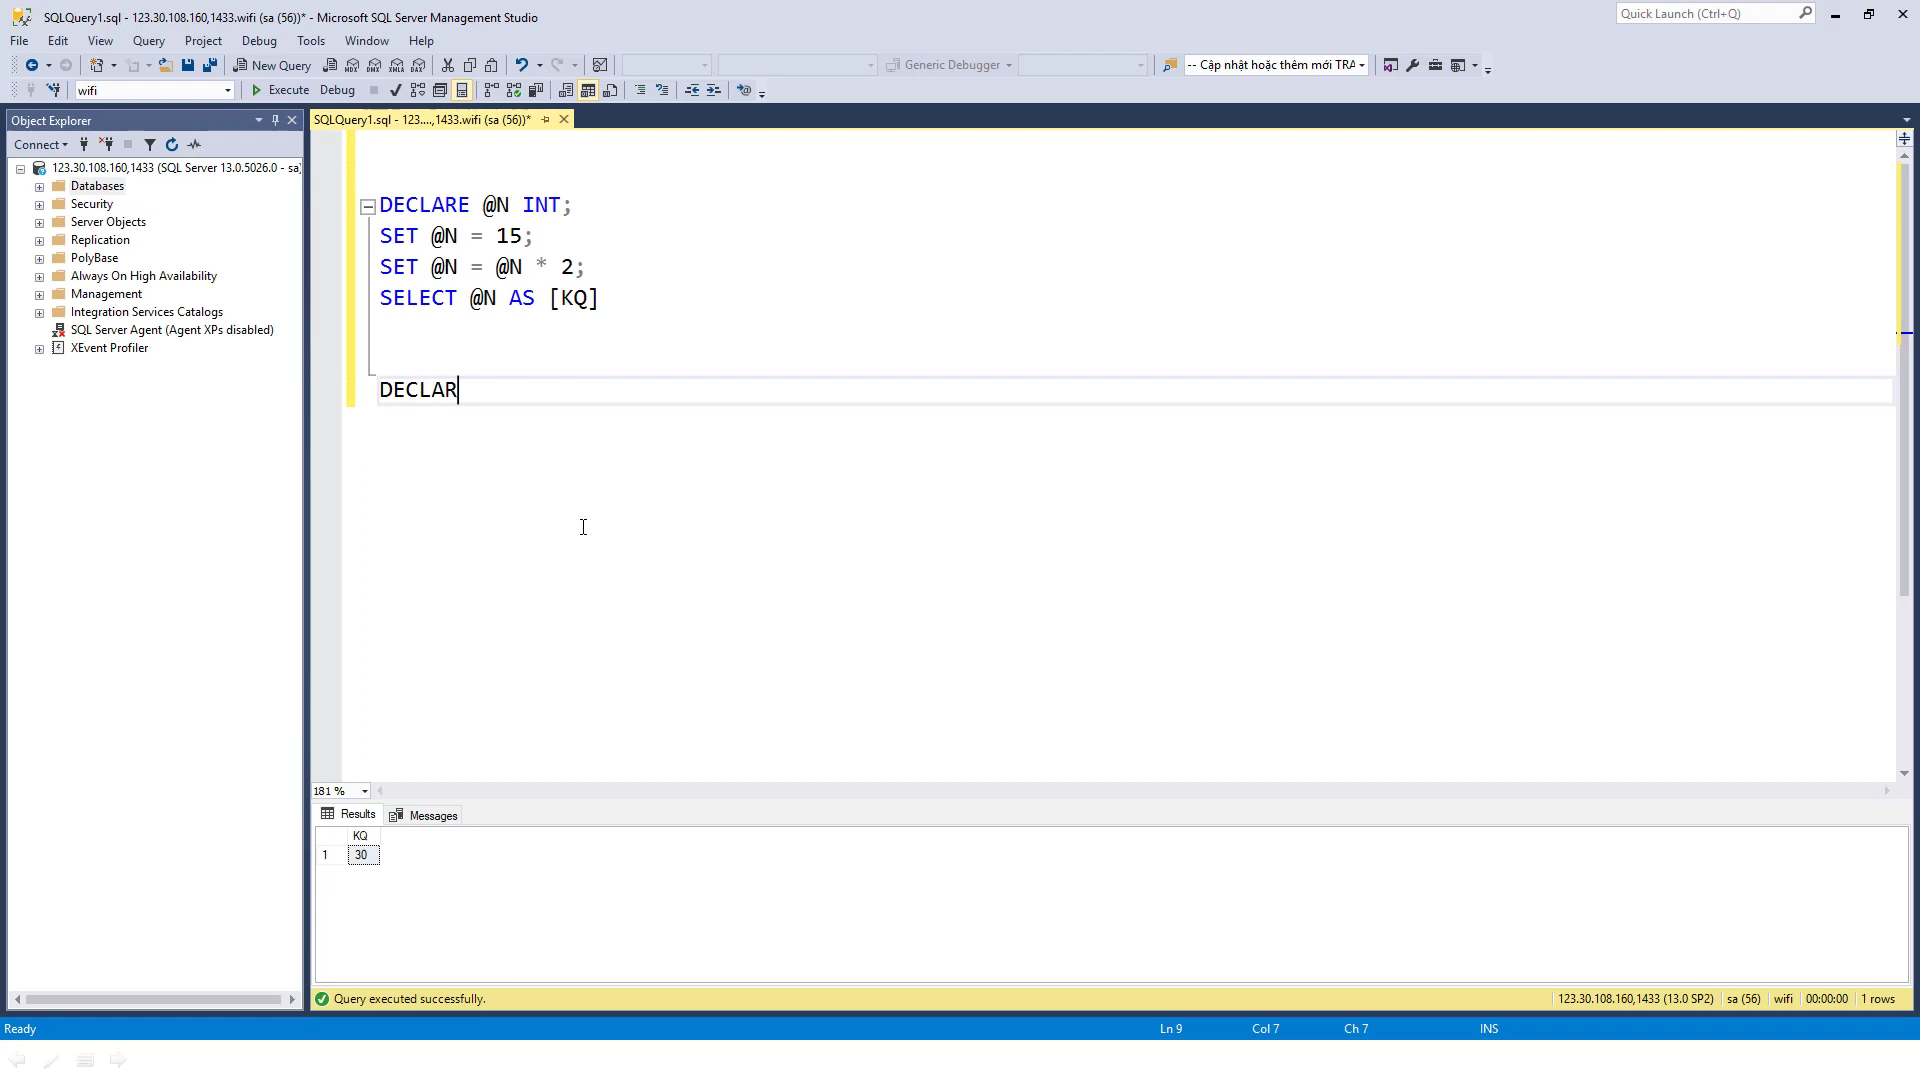 SQLQuery1.sql - 123.30.108.160,1433.wifi (sa (56))* - Microsoft SQL Server Management Studio
Quick Launch (Ctrl+Q)
File Edit View Query Project Debug Tools Window Help
New Query
MDX DMX XMLA DAX
Generic Debugger
-- Cập nhật hoặc thêm mới TRA
wifi
Execute Debug
Object Explorer
SQLQuery1.sql - 123....,1433.wifi (sa (56))*
Connect
123.30.108.160,1433 (SQL Server 13.0.5026.0 - sa)
Databases
Security
Server Objects
Replication
PolyBase
Always On High Availability
Management
Integration Services Catalogs
SQL Server Agent (Agent XPs disabled)
XEvent Profiler
DECLARE @N INT;
SET @N = 15;
SET @N = @N * 2;
SELECT @N AS [KQ]
DECLAR
181 %
Results Messages
KQ
1 30
Query executed successfully.
123.30.108.160,1433 (13.0 SP2) sa (56) wifi 00:00:00 1 rows
Ready
Ln 9 Col 7 Ch 7 INS